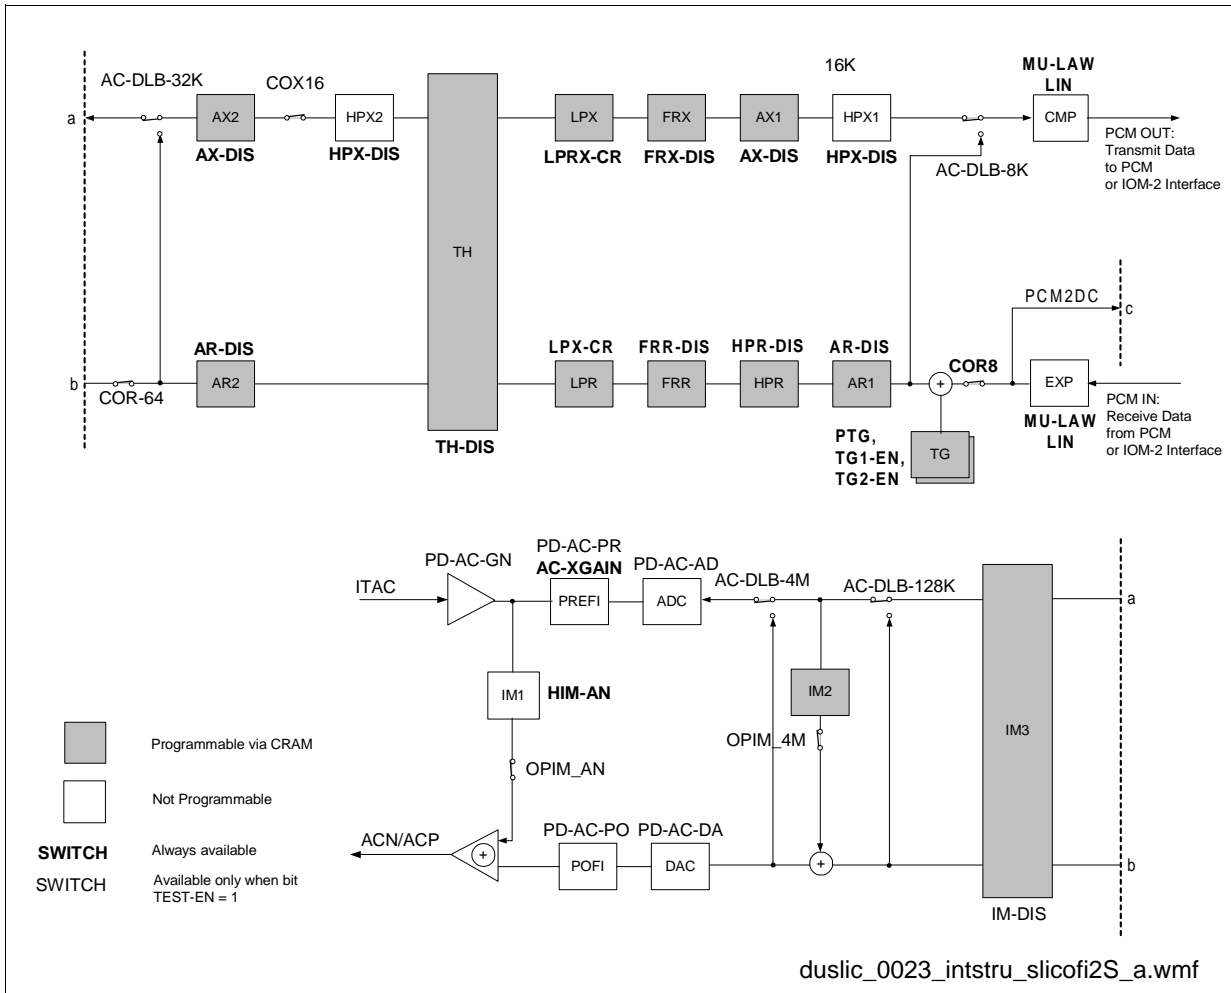 AC-DLB-32K
COX16
16K
MU-LAW
LIN
a
AX2
HPX2
LPX
FRX
AX1
HPX1
CMP
AX-DIS
HPX-DIS
LPRX-CR
FRX-DIS
AX-DIS
HPX-DIS
AC-DLB-8K
PCM OUT:
Transmit Data
to PCM
or IOM-2 Interface
TH
PCM2DC
c
AR-DIS
LPX-CR
FRR-DIS
HPR-DIS
AR-DIS
COR8
b
COR-64
AR2
LPR
FRR
HPR
AR1
+
EXP
MU-LAW
LIN
PCM IN:
Receive Data
from PCM
or IOM-2 Interface
TH-DIS
PTG,
TG1-EN,
TG2-EN
TG
PD-AC-GN
PD-AC-PR
AC-XGAIN
PD-AC-AD
AC-DLB-4M
AC-DLB-128K
ITAC
PREFI
ADC
a
IM1
HIM-AN
IM2
IM3
OPIM_4M
OPIM_AN
Programmable via CRAM
Not Programmable
SWITCH
Always available
SWITCH
Available only when bit
TEST-EN = 1
ACN/ACP
+
PD-AC-PO
PD-AC-DA
POFI
DAC
+
b
IM-DIS
duslic_0023_intstru_slicofi2S_a.wmf